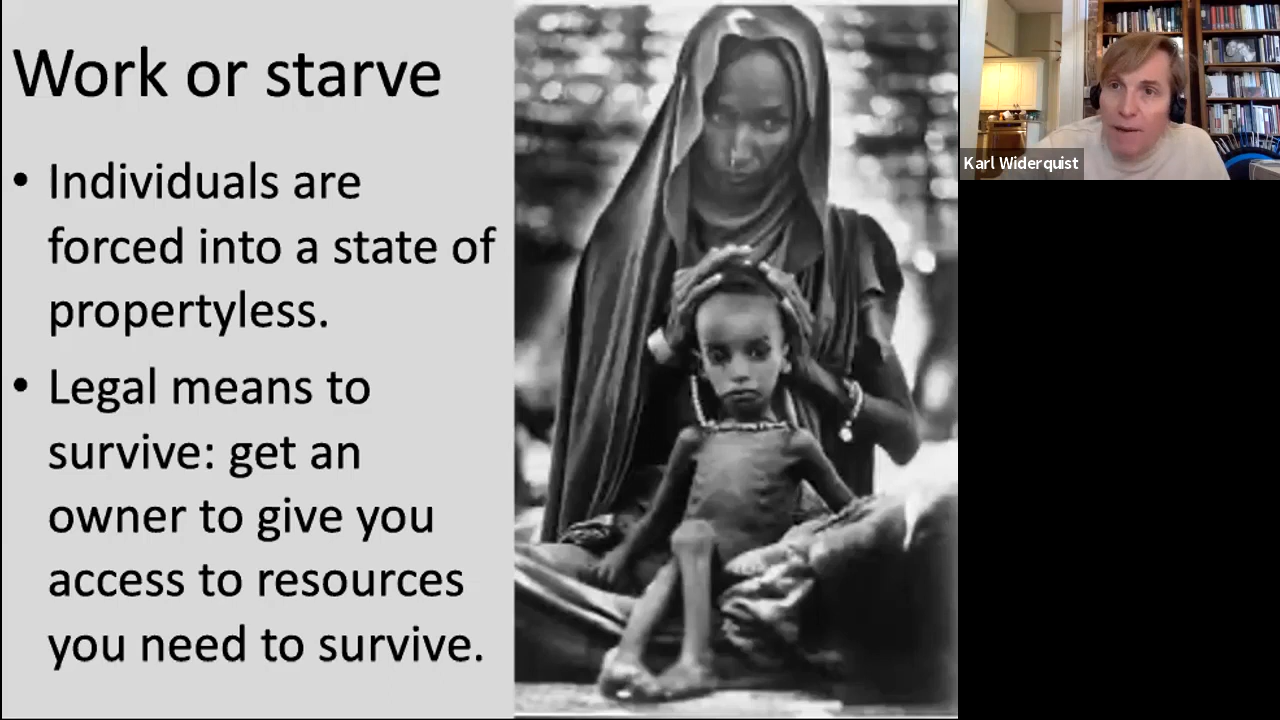 Work or starve
• Individuals are
forced into a state of
propertyless.
• Legal means to
survive: get an
owner to give you
access to resources
you need to survive.
Karl Widerquist